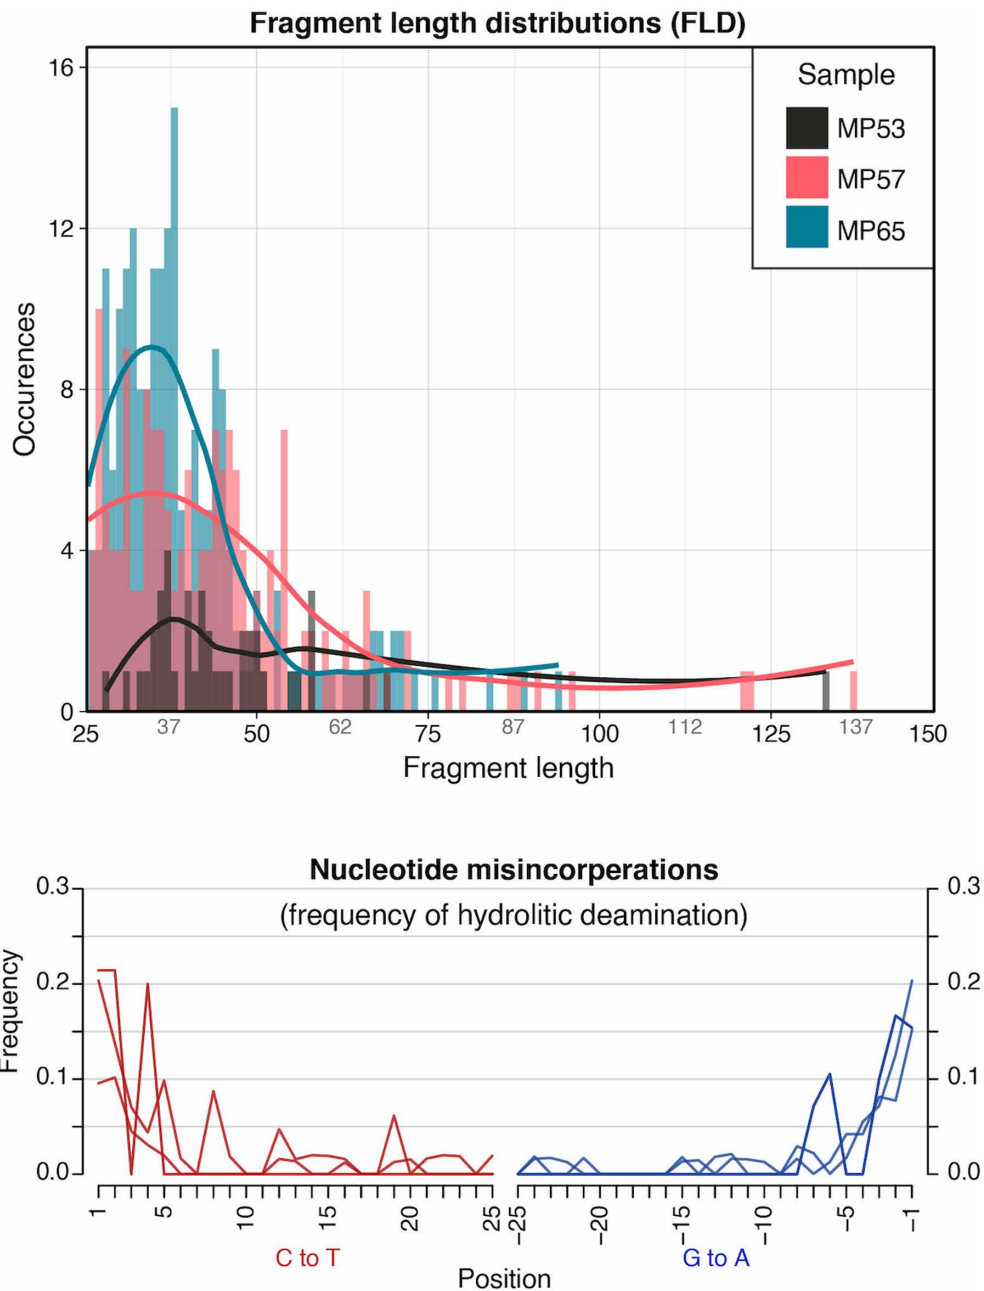 Fragment length distributions (FLD)
Sample
MP53
MP57
MP65
Occurences
16
12
8
4
0
25 37 50 62 75 87 100 112 125 137 150
Fragment length
Nucleotide misincorperations
(frequency of hydrolitic deamination)
Frequency
0.3 0.3
0.2 0.2
0.1 0.1
0.0 0.0
1 5 10 15 20 25 −25 −20 −15 −10 −5 −1
C to T G to A
Position